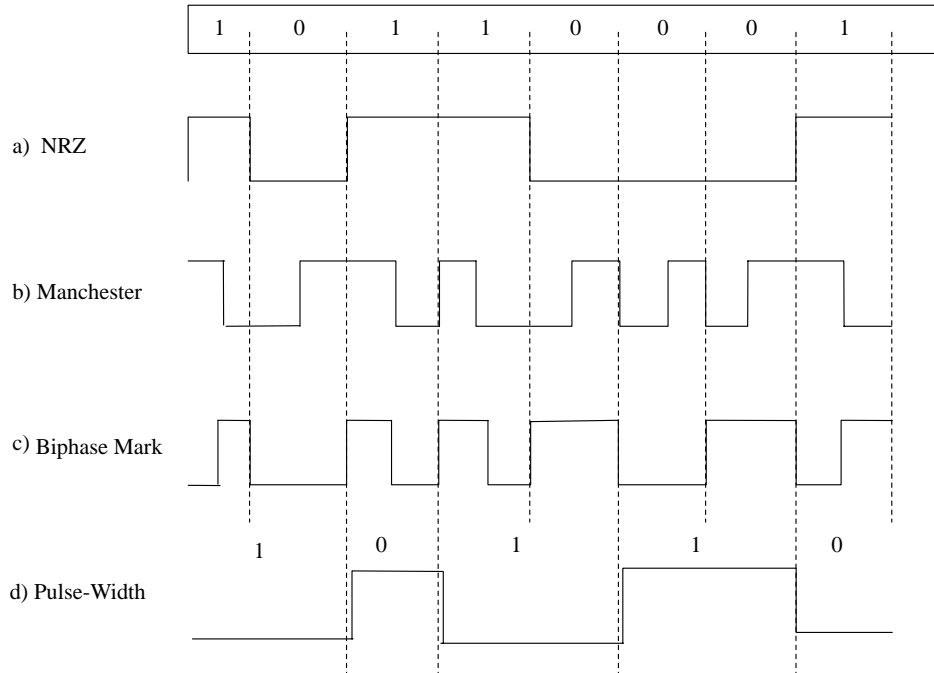 1 0 1 1 0 0 0 1
a) NRZ
b) Manchester
c) Biphase Mark
1 0 1 1 0
d) Pulse-Width